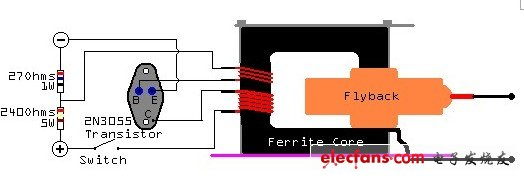 270hms
1W
2400hms
5W
B
E
C
2N3055
Transistor
Switch
Flyback
Ferrite Core
elecfans.com 电子发烧友